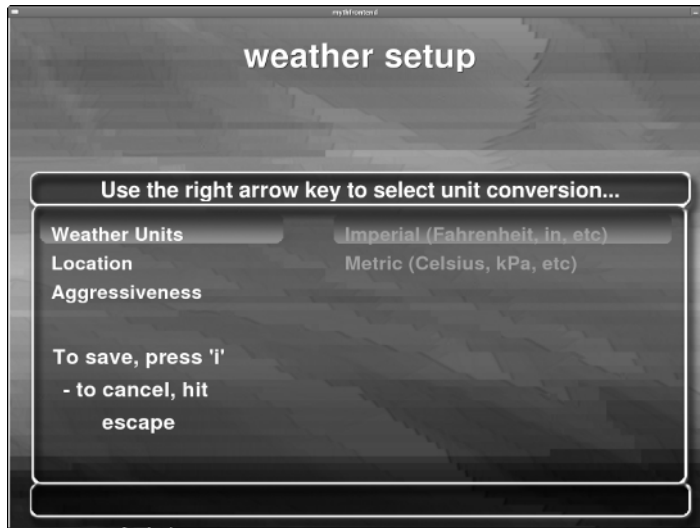 mythfrontend
weather setup
Use the right arrow key to select unit conversion...
Weather Units
Imperial (Fahrenheit, in, etc)
Location
Metric (Celsius, kPa, etc)
Aggressiveness
To save, press 'i'
- to cancel, hit
escape